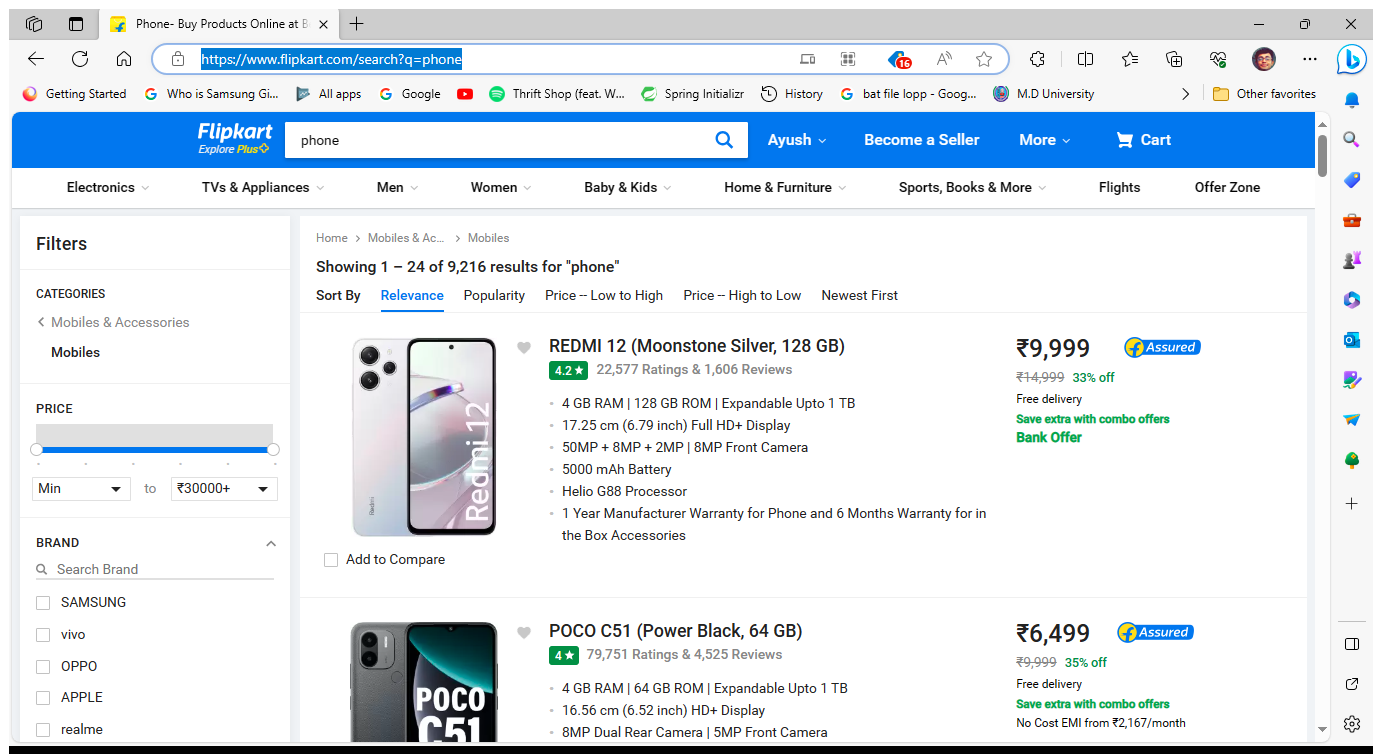 Phone- Buy Products Online at B
https://www.flipkart.com/search?q=phone
16
Getting Started
Who is Samsung Gi...
All apps
Google
Thrift Shop (feat. W...
Spring Initializr
History
bat file lopp - Goog...
M.D University
Other favorites
Flipkart
Explore Plus
phone
Ayush
Become a Seller
More
Cart
Electronics
TVs & Appliances
Men
Women
Baby & Kids
Home & Furniture
Sports, Books & More
Flights
Offer Zone
Filters
CATEGORIES
Mobiles & Accessories
Mobiles
PRICE
Min
to
₹30000+
BRAND
Search Brand
SAMSUNG
vivo
OPPO
APPLE
realme
Home
Mobiles & Ac...
Mobiles
Showing 1 – 24 of 9,216 results for "phone"
Sort By
Relevance
Popularity
Price -- Low to High
Price -- High to Low
Newest First
Redmi
Redmi 12
Add to Compare
REDMI 12 (Moonstone Silver, 128 GB)
4.2 ★ 22,577 Ratings & 1,606 Reviews
4 GB RAM | 128 GB ROM | Expandable Upto 1 TB
17.25 cm (6.79 inch) Full HD+ Display
50MP + 8MP + 2MP | 8MP Front Camera
5000 mAh Battery
Helio G88 Processor
1 Year Manufacturer Warranty for Phone and 6 Months Warranty for in
the Box Accessories
₹9,999
Assured
₹14,999 33% off
Free delivery
Save extra with combo offers
Bank Offer
POCO
C51
POCO C51 (Power Black, 64 GB)
4 ★ 79,751 Ratings & 4,525 Reviews
4 GB RAM | 64 GB ROM | Expandable Upto 1 TB
16.56 cm (6.52 inch) HD+ Display
8MP Dual Rear Camera | 5MP Front Camera
₹6,499
Assured
₹9,999 35% off
Free delivery
Save extra with combo offers
No Cost EMI from ₹2,167/month